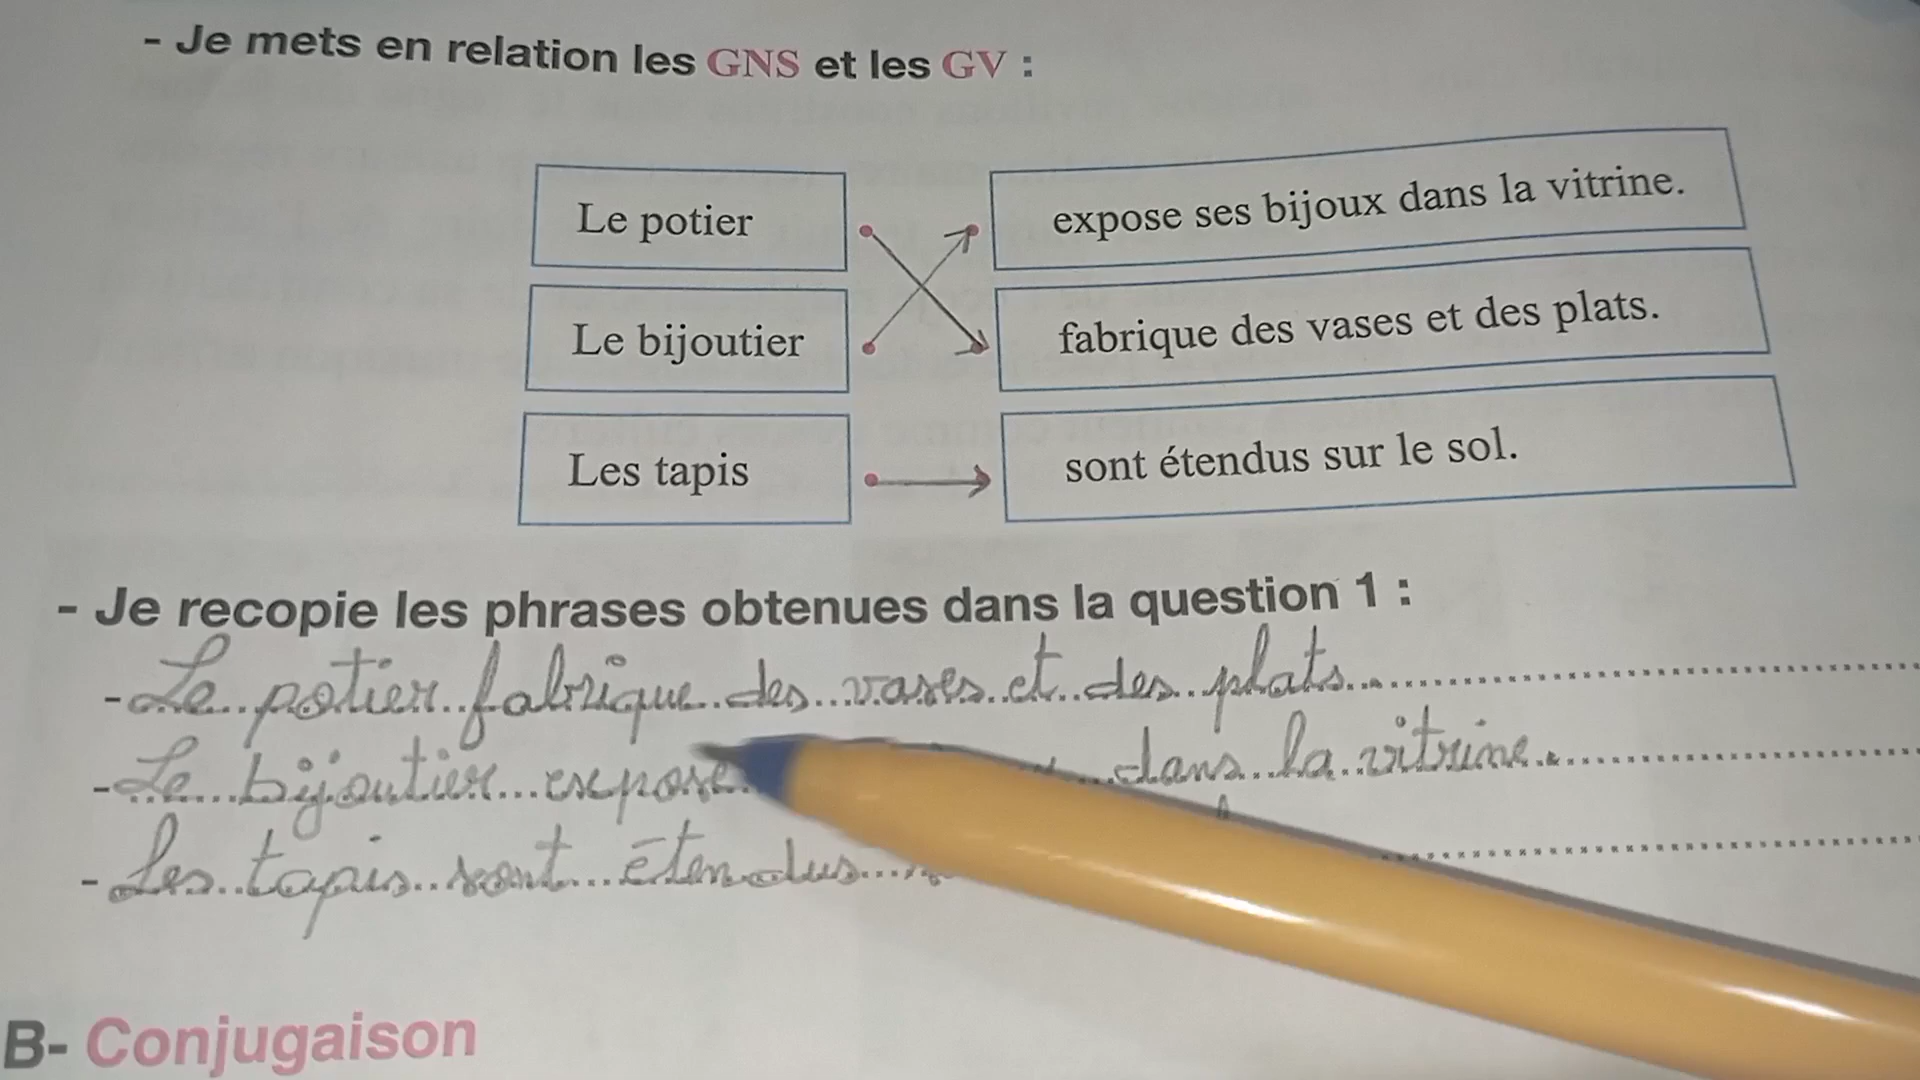 - Je mets en relation les GNS et les GV :
Le potier
expose ses bijoux dans la vitrine.
Le bijoutier
fabrique des vases et des plats.
Les tapis
sont étendus sur le sol.
- Je recopie les phrases obtenues dans la question 1 :
- Le potier fabrique des vases et des plats.
- Le bijoutier expose dans la vitrine.
- Les tapis sont étendus
B- Conjugaison